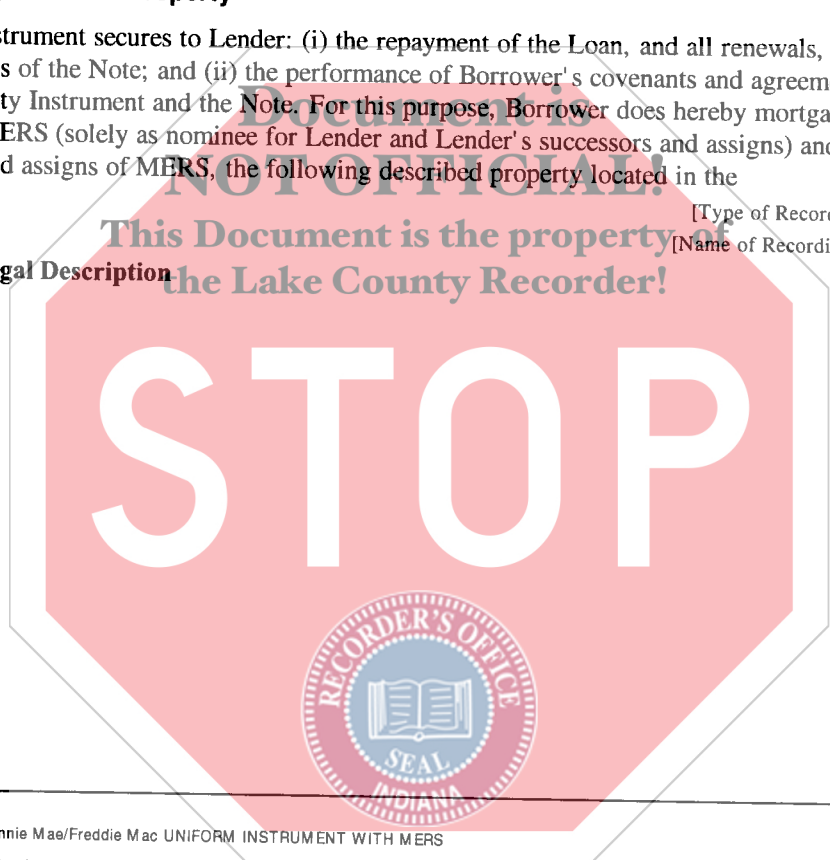 perty
trument secures to Lender: (i) the repayment of the Loan, and all renewals,
s of the Note; and (ii) the performance of Borrower's covenants and agreem
ty Instrument and the Note. For this purpose, Borrower does hereby mortga
ERS (solely as nominee for Lender and Lender's successors and assigns) and
d assigns of MERS, the following described property located in the
[Type of Record
[Name of Recordi
gal Description
Document is
NOT OFFICIAL!
This Document is the property of
the Lake County Recorder!
STOP
RECORDER'S OFFICE
SEAL
INDIANA
nnie Mae/Freddie Mac UNIFORM INSTRUMENT WITH MERS